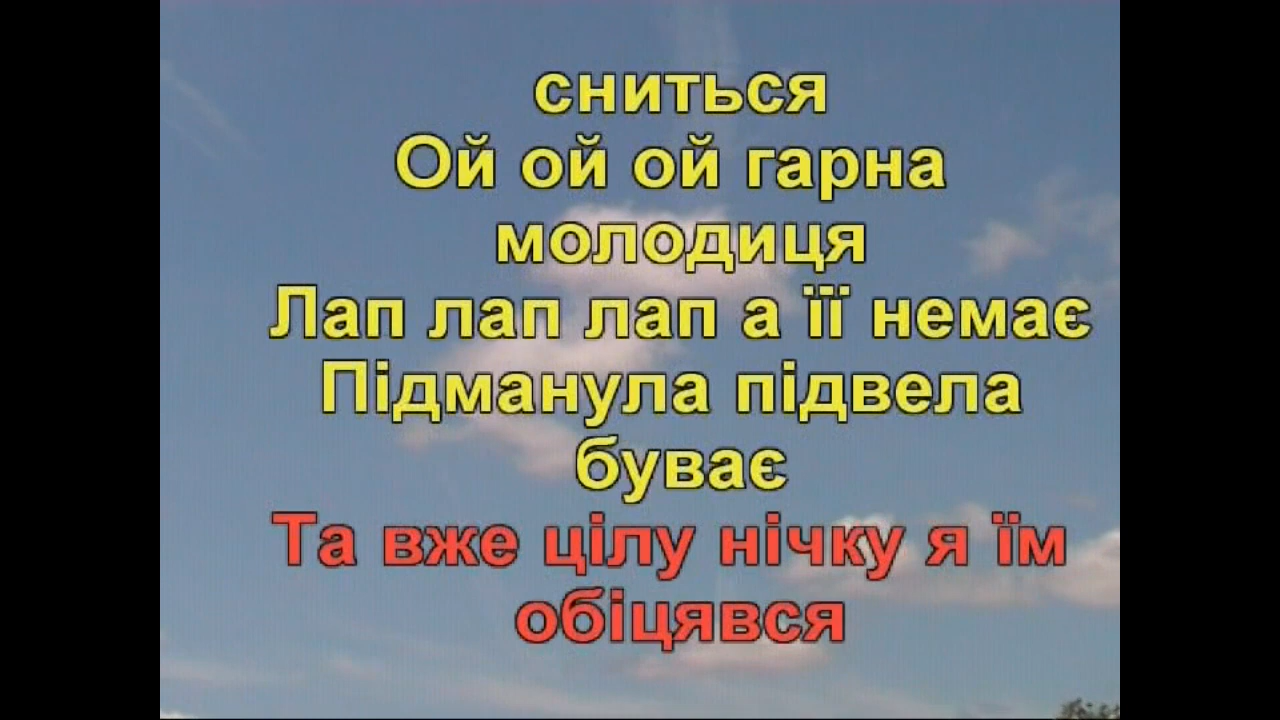 сниться
Ой ой ой гарна
молодиця
Лап лап лап а її немає
Підманула підвела
буває
Та вже цілу нічку я їм
обіцявся